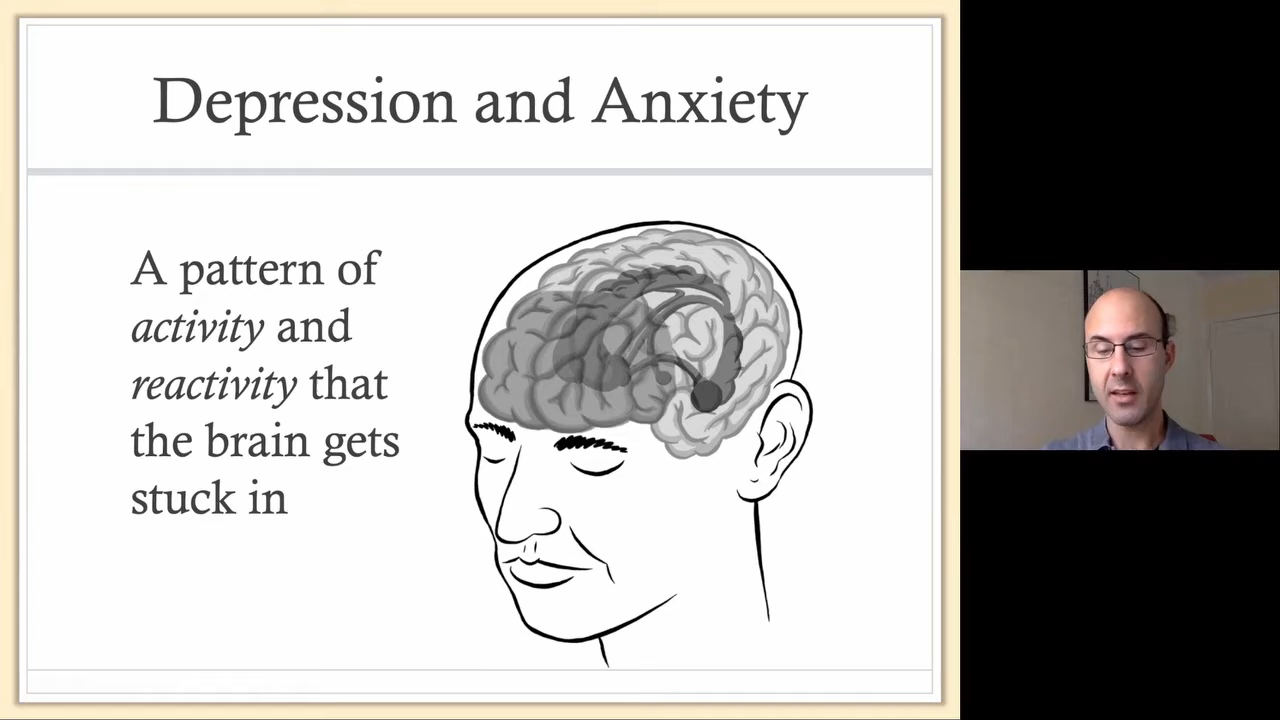 Depression and Anxiety
A pattern of
activity and
reactivity that
the brain gets
stuck in